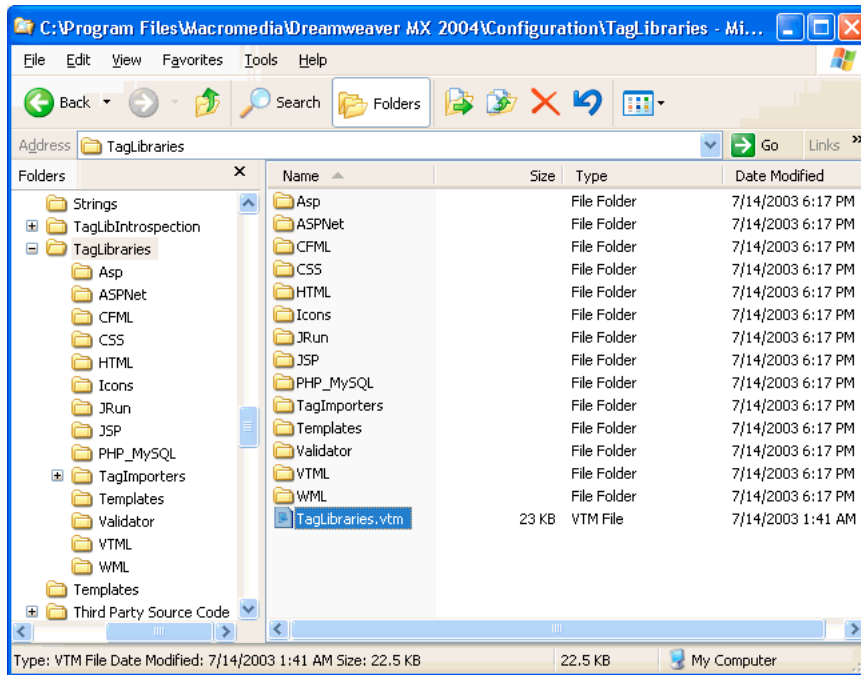 C:\Program Files\Macromedia\Dreamweaver MX 2004\Configuration\TagLibraries - Mi...
File Edit View Favorites Tools Help
Back Search Folders
Address TagLibraries Go Links »
Folders x Name Size Type Date Modified
Strings
TagLibIntrospection
TagLibraries
Asp
ASPNet
CFML
CSS
HTML
Icons
JRun
JSP
PHP_MySQL
TagImporters
Templates
Validator
VTML
WML
Templates
Third Party Source Code
Asp File Folder 7/14/2003 6:17 PM
ASPNet File Folder 7/14/2003 6:17 PM
CFML File Folder 7/14/2003 6:17 PM
CSS File Folder 7/14/2003 6:17 PM
HTML File Folder 7/14/2003 6:17 PM
Icons File Folder 7/14/2003 6:17 PM
JRun File Folder 7/14/2003 6:17 PM
JSP File Folder 7/14/2003 6:17 PM
PHP_MySQL File Folder 7/14/2003 6:17 PM
TagImporters File Folder 7/14/2003 6:17 PM
Templates File Folder 7/14/2003 6:17 PM
Validator File Folder 7/14/2003 6:17 PM
VTML File Folder 7/14/2003 6:17 PM
WML File Folder 7/14/2003 6:17 PM
TagLibraries.vtm 23 KB VTM File 7/14/2003 1:41 AM
Type: VTM File Date Modified: 7/14/2003 1:41 AM Size: 22.5 KB 22.5 KB My Computer